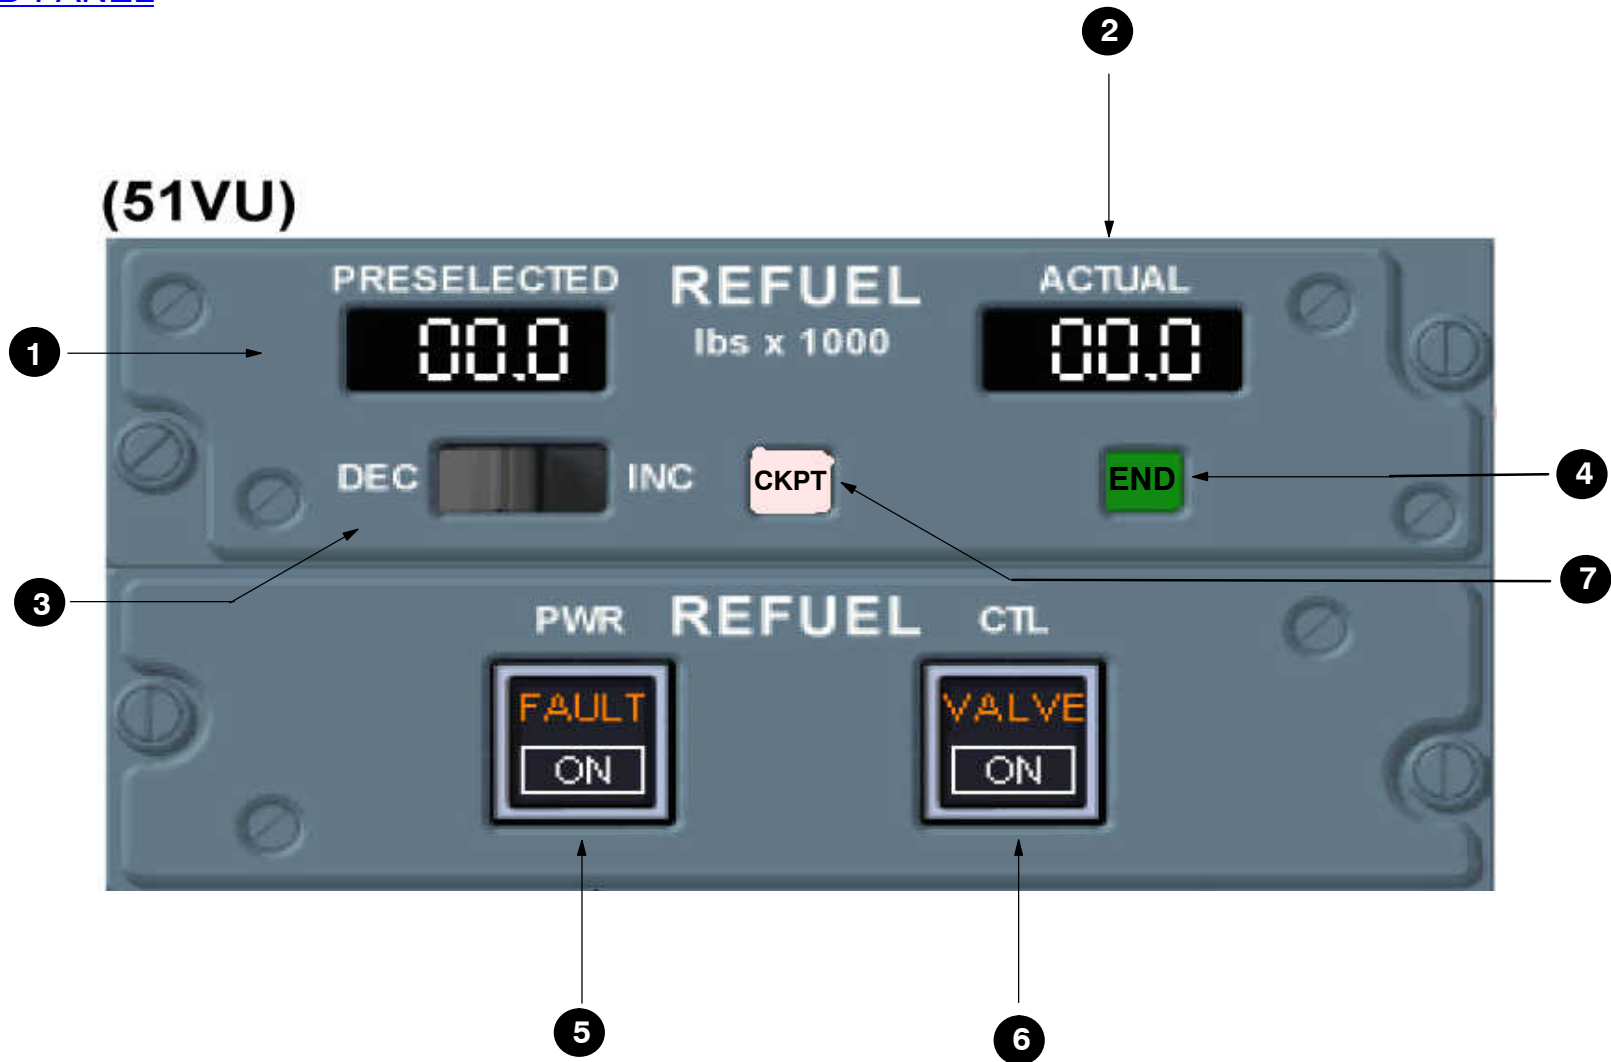 2
(51VU)
PRESELECTED REFUEL ACTUAL
00.0 lbs x 1000 00.0
1
DEC INC CKPT END 4
7
3
PWR REFUEL CTL
FAULT VALVE
ON ON
5 6